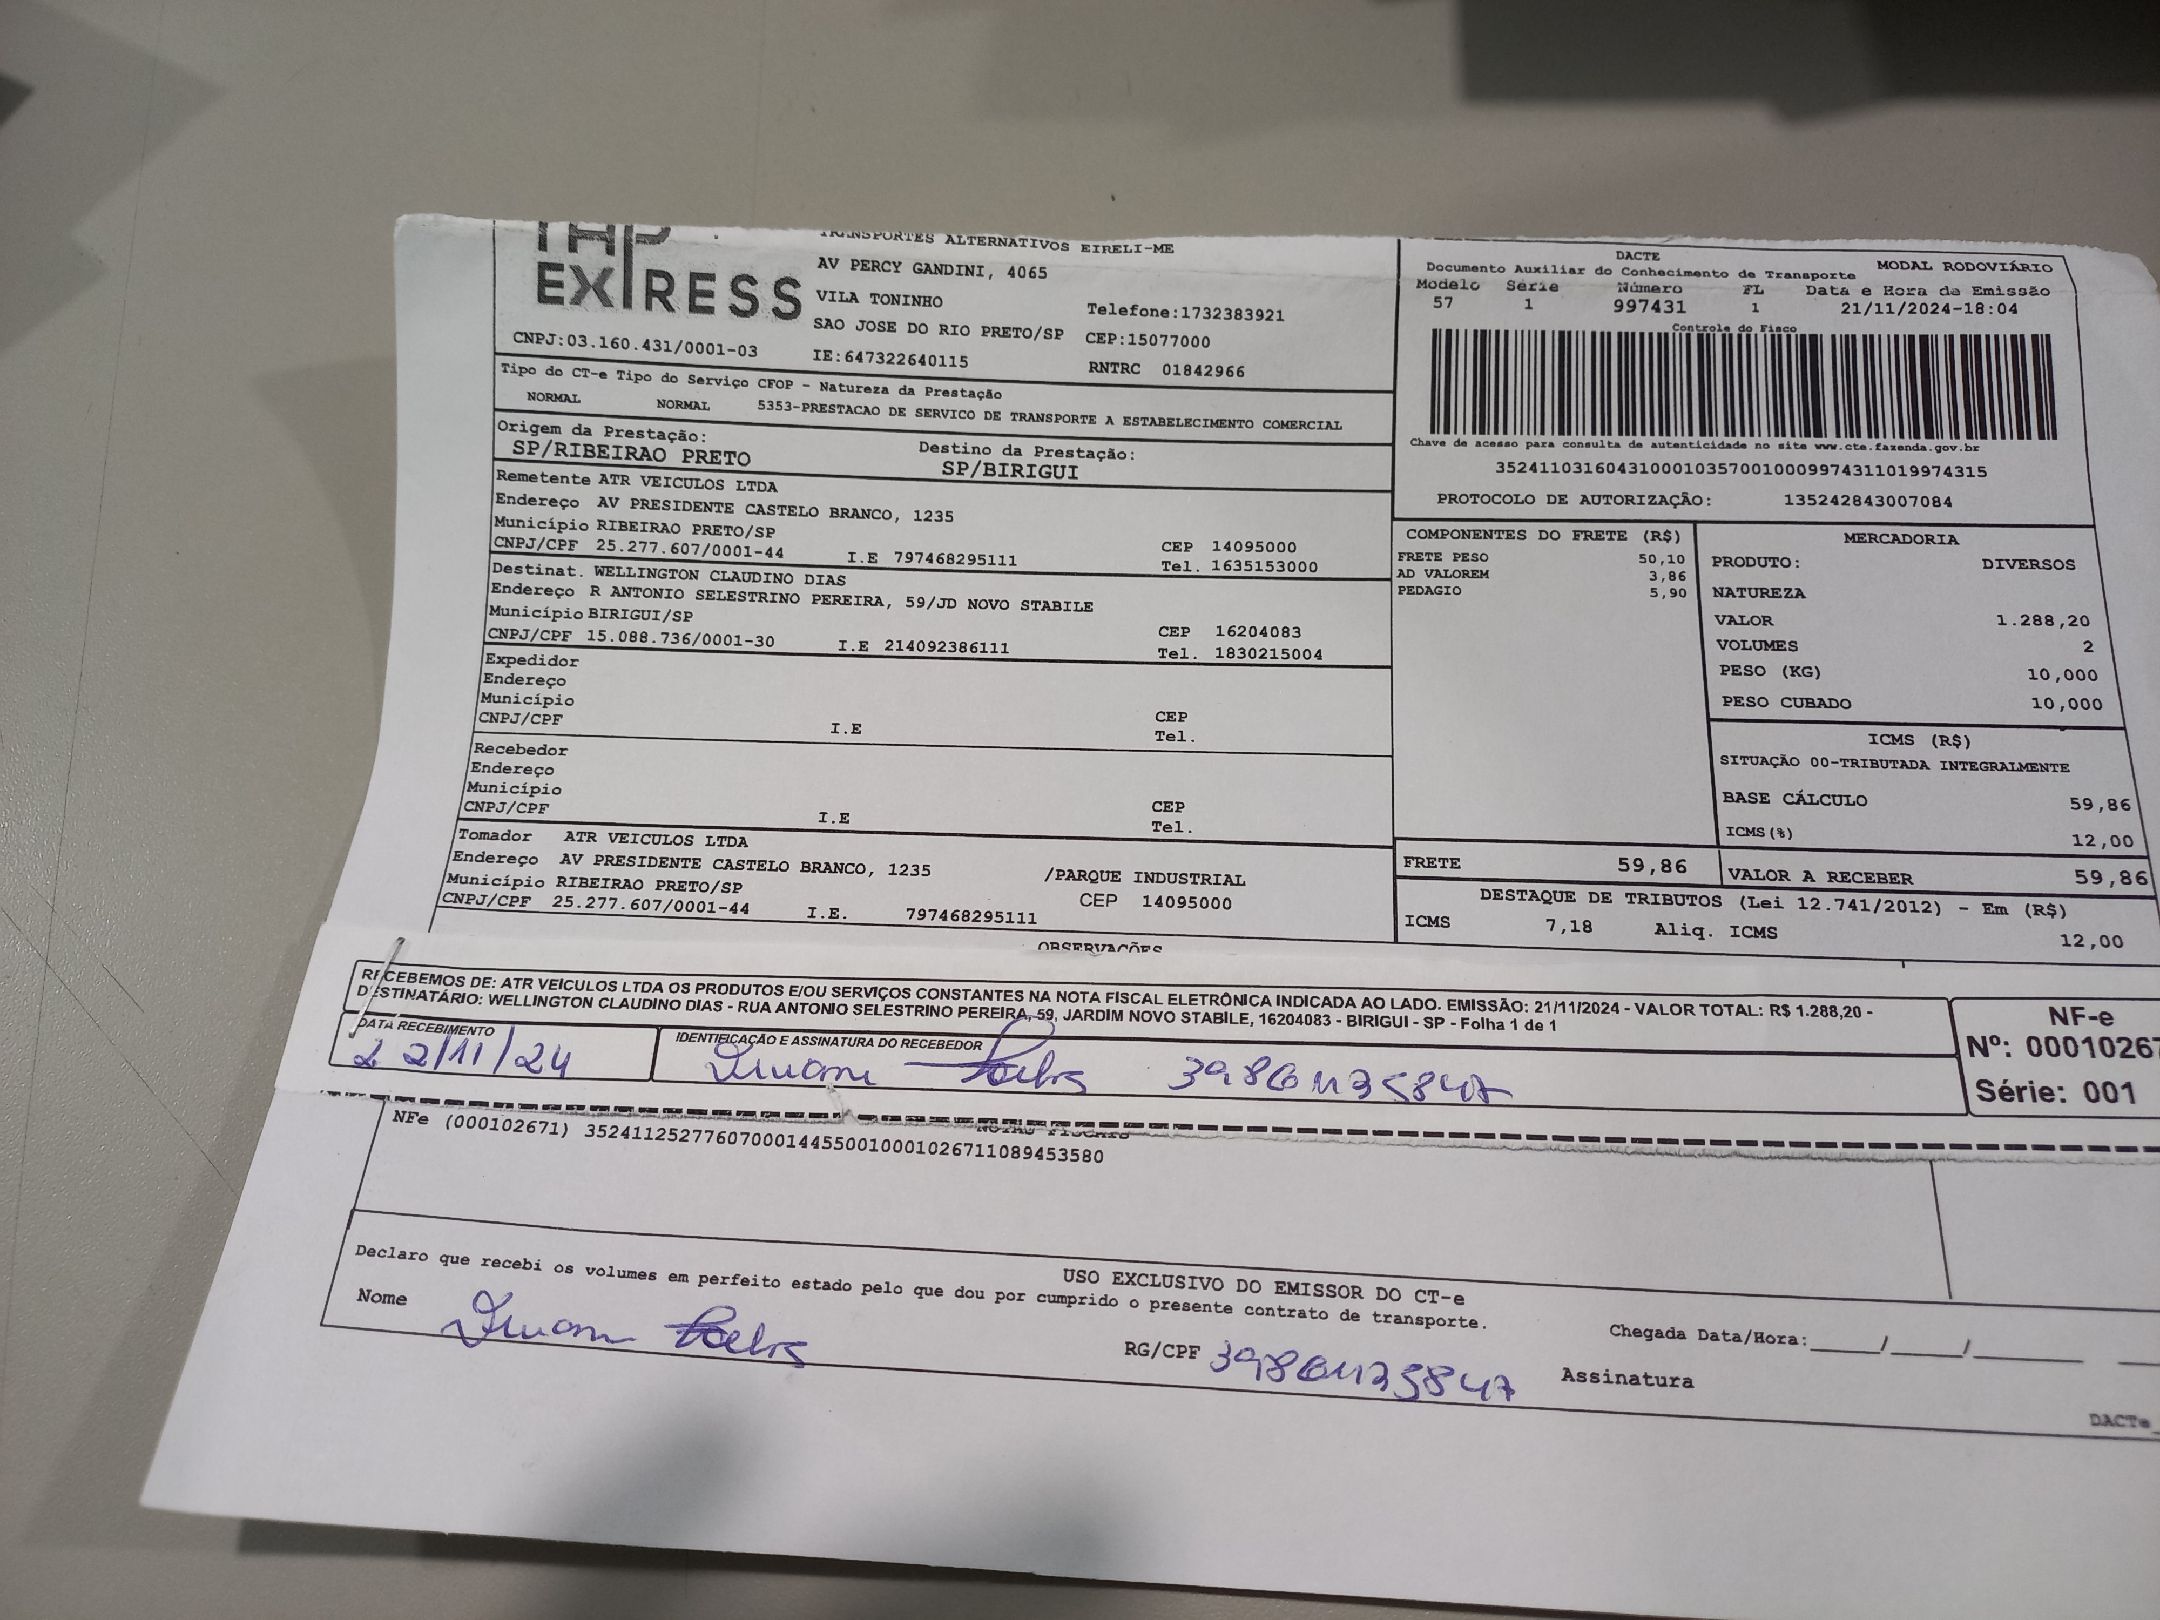 TAP
EXPRESS
TRANSPORTES ALTERNATIVOS EIRELI-ME
AV PERCY GANDINI, 4065
VILA TONINHO
Telefone:1732383921
SAO JOSE DO RIO PRETO/SP CEP:15077000
CNPJ:03.160.431/0001-03 IE:647322640115 RNTRC 01842966
DACTE MODAL RODOVIÁRIO
Documento Auxiliar do Conhecimento de Transporte
Modelo Série Número FL Data e Hora de Emissão
57 1 997431 1 21/11/2024-18:04
Controle do Fisco
Chave de acesso para consulta de autenticidade no site www.cte.fazenda.gov.br
35241103160431000103570010009974311019974315
PROTOCOLO DE AUTORIZAÇÃO: 135242843007084
Tipo do CT-e Tipo do Serviço CFOP - Natureza da Prestação
NORMAL NORMAL 5353-PRESTACAO DE SERVICO DE TRANSPORTE A ESTABELECIMENTO COMERCIAL
Origem da Prestação: Destino da Prestação:
SP/RIBEIRAO PRETO SP/BIRIGUI
Remetente ATR VEICULOS LTDA
Endereço AV PRESIDENTE CASTELO BRANCO, 1235
Município RIBEIRAO PRETO/SP CEP 14095000
CNPJ/CPF 25.277.607/0001-44 I.E 797468295111 Tel. 1635153000
Destinat. WELLINGTON CLAUDINO DIAS
Endereço R ANTONIO SELESTRINO PEREIRA, 59/JD NOVO STABILE
Município BIRIGUI/SP CEP 16204083
CNPJ/CPF 15.088.736/0001-30 I.E 214092386111 Tel. 1830215004
Expedidor
Endereço
Município CEP
CNPJ/CPF I.E Tel.
Recebedor
Endereço
Município CEP
CNPJ/CPF I.E Tel.
Tomador ATR VEICULOS LTDA
Endereço AV PRESIDENTE CASTELO BRANCO, 1235 /PARQUE INDUSTRIAL
Município RIBEIRAO PRETO/SP CEP 14095000
CNPJ/CPF 25.277.607/0001-44 I.E. 797468295111
COMPONENTES DO FRETE (R$)
FRETE PESO 50,10
AD VALOREM 3,86
PEDAGIO 5,90
MERCADORIA
PRODUTO: DIVERSOS
NATUREZA
VALOR 1.288,20
VOLUMES 2
PESO (KG) 10,000
PESO CUBADO 10,000
ICMS (R$)
SITUAÇÃO 00-TRIBUTADA INTEGRALMENTE
BASE CÁLCULO 59,86
ICMS(%) 12,00
FRETE 59,86 VALOR A RECEBER 59,86
DESTAQUE DE TRIBUTOS (Lei 12.741/2012) - Em (R$)
ICMS 7,18 Aliq. ICMS 12,00
OBSERVAÇÕES
RECEBEMOS DE: ATR VEÍCULOS LTDA OS PRODUTOS E/OU SERVIÇOS CONSTANTES NA NOTA FISCAL ELETRÔNICA INDICADA AO LADO. EMISSÃO: 21/11/2024 - VALOR TOTAL: R$ 1.288,20 -
DESTINATÁRIO: WELLINGTON CLAUDINO DIAS - RUA ANTONIO SELESTRINO PEREIRA, 59, JARDIM NOVO STABILE, 16204083 - BIRIGUI - SP - Folha 1 de 1
NF-e
Nº: 00010267
Série: 001
DATA RECEBIMENTO IDENTIFICAÇÃO E ASSINATURA DO RECEBEDOR
22/11/24
NOTAS FISCAIS
NFe (000102671) 35241125277607000144550010001026711089453580
USO EXCLUSIVO DO EMISSOR DO CT-e
Declaro que recebi os volumes em perfeito estado pelo que dou por cumprido o presente contrato de transporte.
Nome RG/CPF Chegada Data/Hora:
Assinatura
DACTe